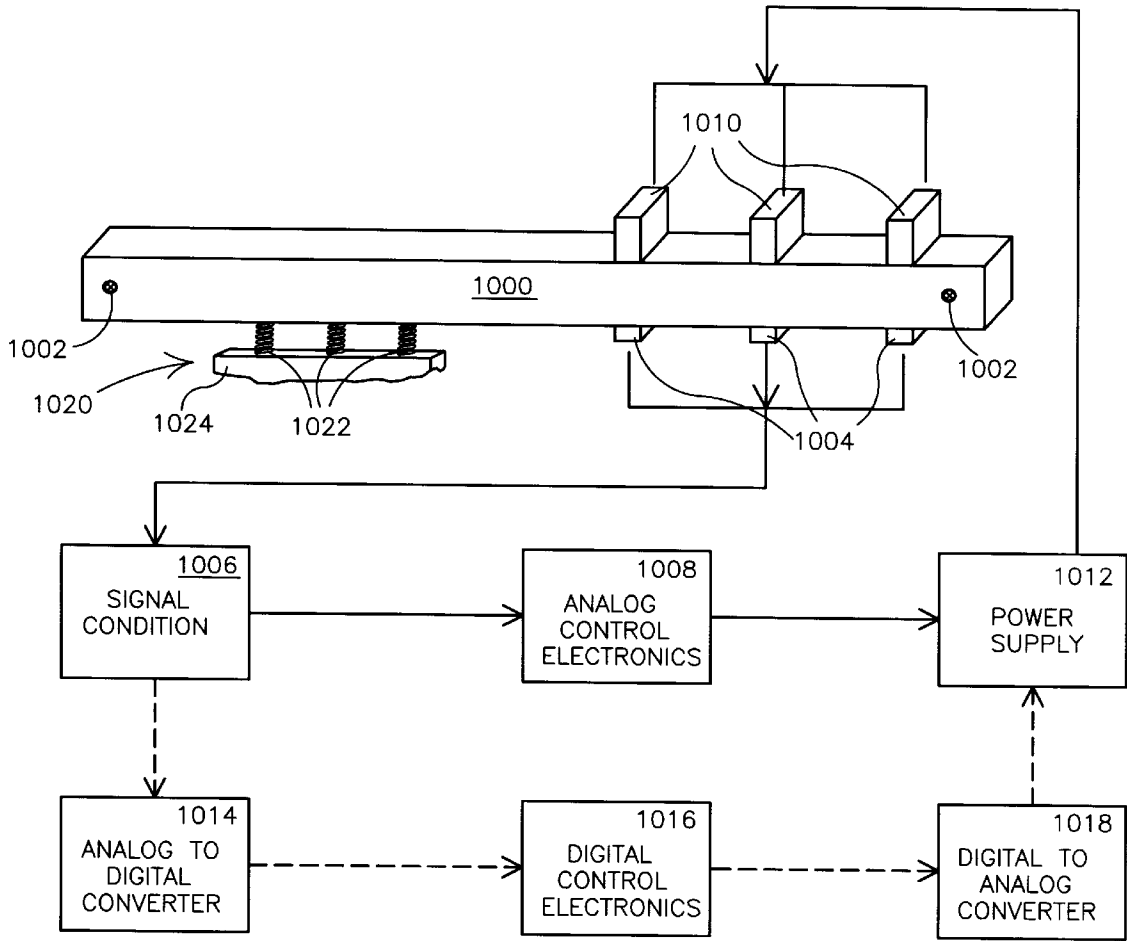 1010
1000
1002
1002
1020
1024
1022
1004
1006
SIGNAL
CONDITION
1008
ANALOG
CONTROL
ELECTRONICS
1012
POWER
SUPPLY
1014
ANALOG TO
DIGITAL
CONVERTER
1016
DIGITAL
CONTROL
ELECTRONICS
1018
DIGITAL TO
ANALOG
CONVERTER